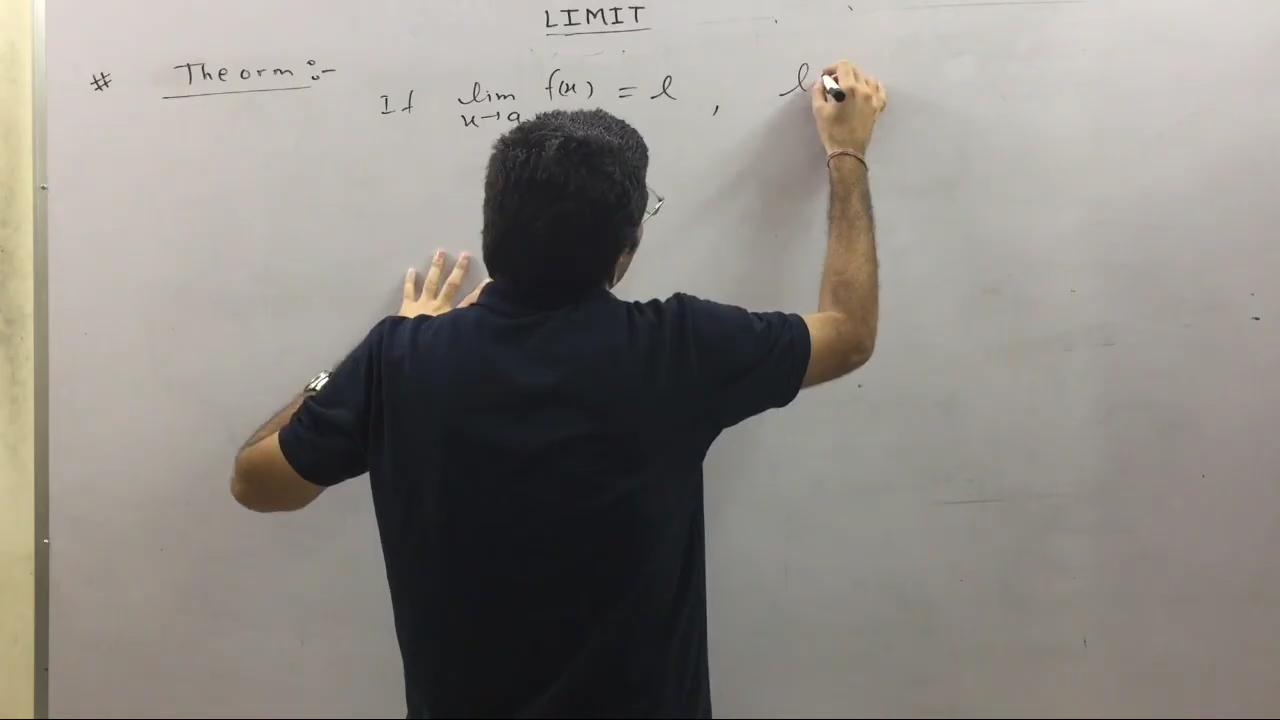 LIMIT
# Theorm :-
If lim f(x) = l , l
x→a